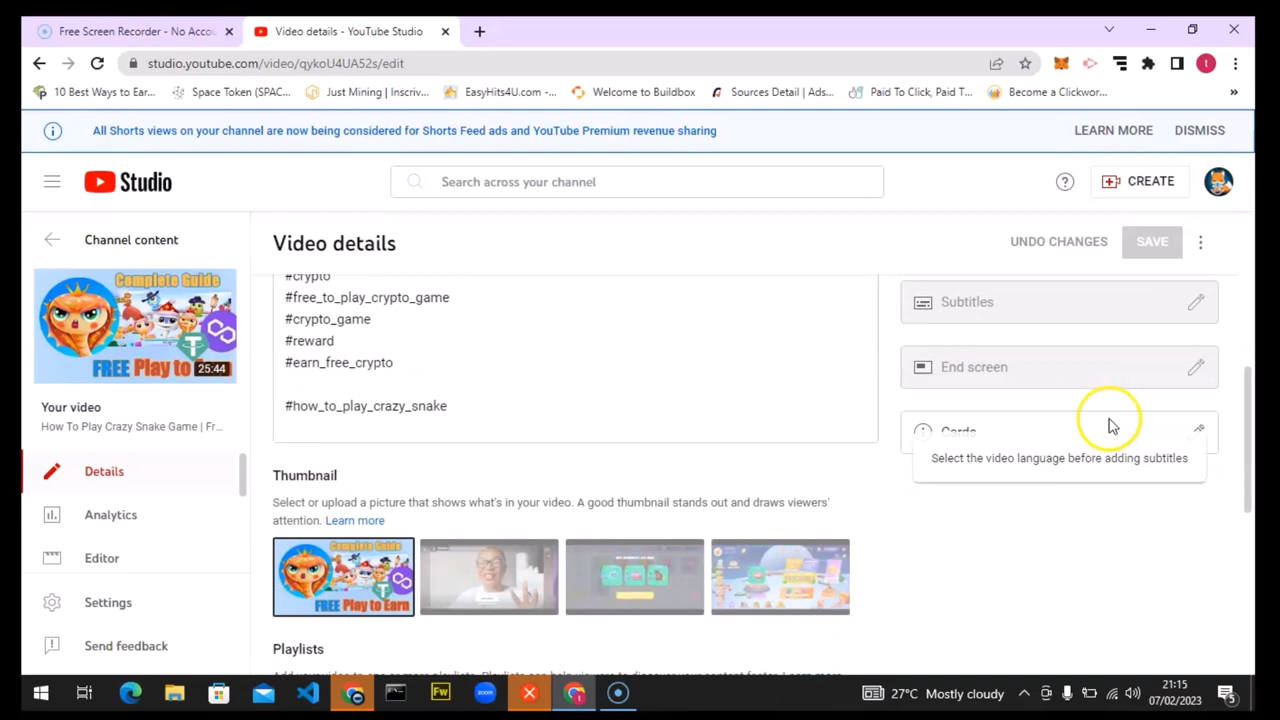 Free Screen Recorder - No Accou
Video details - YouTube Studio
studio.youtube.com/video/qykoU4UA52s/edit
10 Best Ways to Ear...
Space Token (SPAC...
Just Mining | Inscriv...
EasyHits4U.com -...
Welcome to Buildbox
Sources Detail | Ads...
Paid To Click, Paid T...
Become a Clickwor...
»
All Shorts views on your channel are now being considered for Shorts Feed ads and YouTube Premium revenue sharing
LEARN MORE
DISMISS
Studio
Search across your channel
CREATE
Channel content
Video details
UNDO CHANGES
SAVE
Complete Guide
FREE Play to Ea
25:44
Your video
How To Play Crazy Snake Game | Fr...
Details
Analytics
Editor
Settings
Send feedback
#crypto
#free_to_play_crypto_game
#crypto_game
#reward
#earn_free_crypto
#how_to_play_crazy_snake
Subtitles
End screen
Cards
Select the video language before adding subtitles
Thumbnail
Select or upload a picture that shows what's in your video. A good thumbnail stands out and draws viewers'
attention. Learn more
Complete Guide
FREE Play to Earn
Playlists
Fw
zoom
27°C Mostly cloudy
21:15
07/02/2023
5